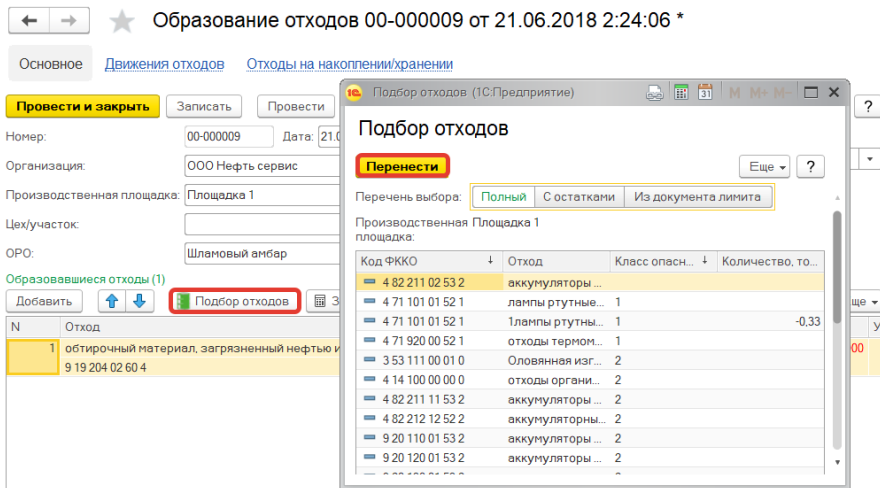 Образование отходов 00-000009 от 21.06.2018 2:24:06 *
Основное Движения отходов Отходы на накоплении/хранении
Провести и закрыть Записать Провести ?
Номер: 00-000009 Дата: 21.0
Организация: ООО Нефть сервис
Производственная площадка: Площадка 1
Цех/участок:
ОРО: Шламовый амбар
Образовавшиеся отходы (1)
Добавить Подбор отходов З ще
N Отход У
1 обтирочный материал, загрязненный нефтью и 00
9 19 204 02 60 4
1С Подбор отходов (1С:Предприятие) 31 M M+ M-
Подбор отходов
Перенести Еще ?
Перечень выбора: Полный С остатками Из документа лимита
Производственная Площадка 1
площадка:
Код ФККО ↓ Отход Класс опасн... ↓ Количество, то...
4 82 211 02 53 2 аккумуляторы ...
4 71 101 01 52 1 лампы ртутные... 1
4 71 101 01 52 1 1лампы ртутны... 1 -0,33
4 71 920 00 52 1 отходы термом... 1
3 53 111 00 01 0 Оловянная изг... 2
4 14 100 00 00 0 отходы органи... 2
4 82 211 11 53 2 аккумуляторы ... 2
4 82 212 12 52 2 аккумуляторны... 2
9 20 110 01 53 2 аккумуляторы ... 2
9 20 120 01 53 2 аккумуляторы ... 2